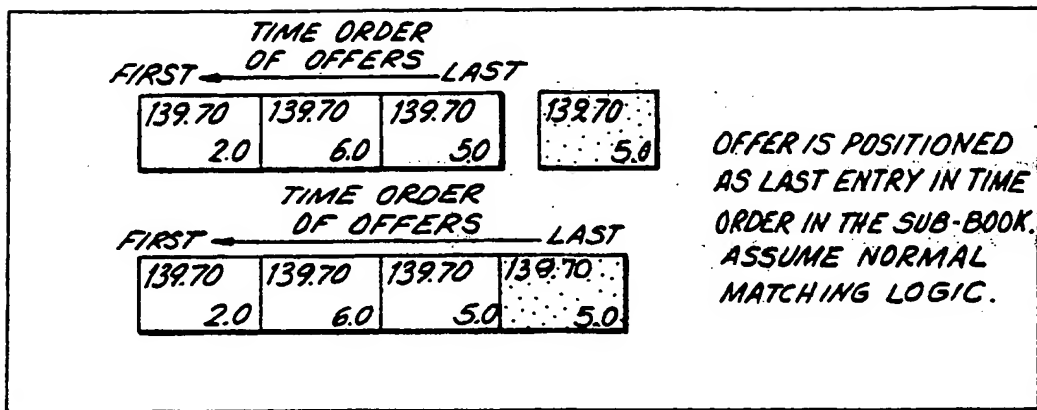 TIME ORDER
OF OFFERS
FIRST LAST
139.70 139.70 139.70 139.70
2.0 6.0 5.0 5.0
OFFER IS POSITIONED
AS LAST ENTRY IN TIME
ORDER IN THE SUB-BOOK.
ASSUME NORMAL
MATCHING LOGIC.
TIME ORDER
OF OFFERS
FIRST LAST
139.70 139.70 139.70 139.70
2.0 6.0 5.0 5.0